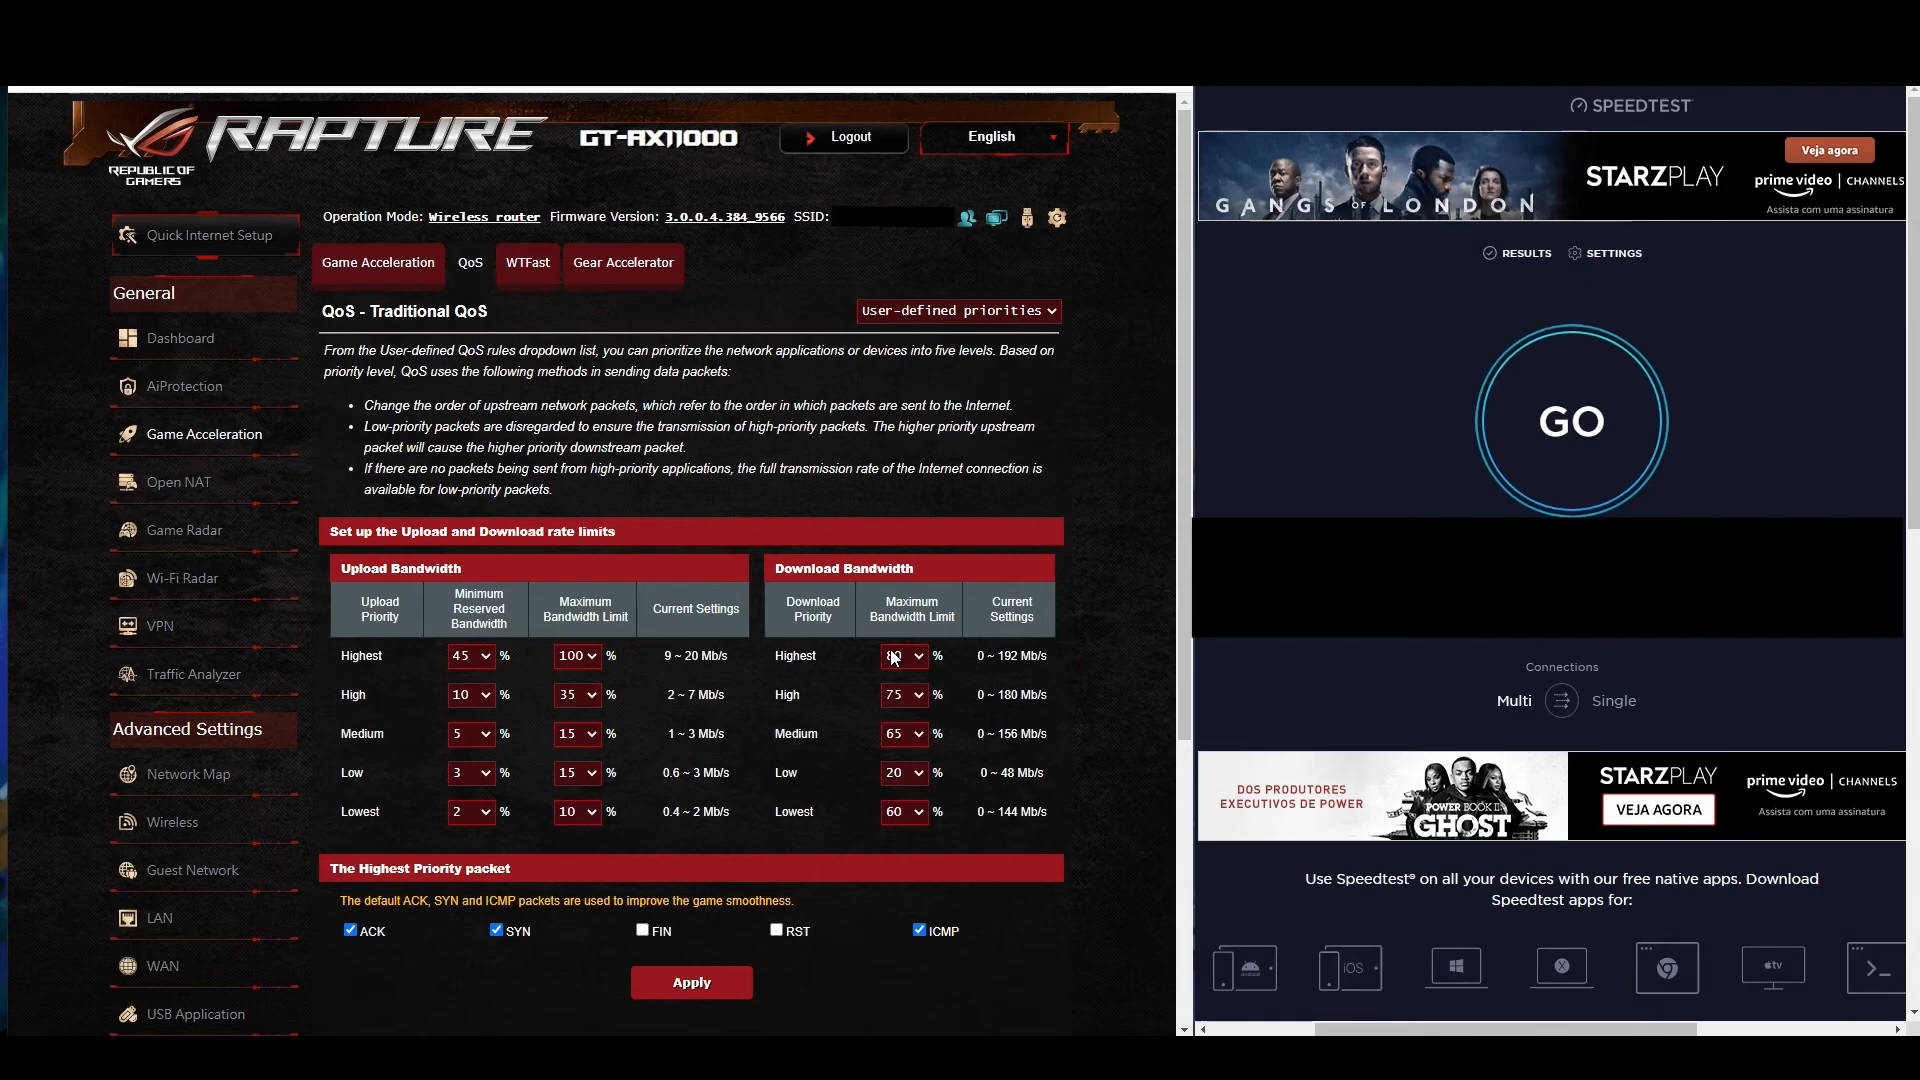 REPUBLIC OF
GAMERS
RAPTURE
GT-AX11000
Logout
English
Operation Mode: Wireless router Firmware Version: 3.0.0.4.384_9566 SSID:
Quick Internet Setup
General
Dashboard
AiProtection
Game Acceleration
Open NAT
Game Radar
Wi-Fi Radar
VPN
Traffic Analyzer
Advanced Settings
Network Map
Wireless
Guest Network
LAN
WAN
USB Application
Game Acceleration QoS WTFast Gear Accelerator
QoS - Traditional QoS
User-defined priorities
From the User-defined QoS rules dropdown list, you can prioritize the network applications or devices into five levels. Based on
priority level, QoS uses the following methods in sending data packets:
• Change the order of upstream network packets, which refer to the order in which packets are sent to the Internet.
• Low-priority packets are disregarded to ensure the transmission of high-priority packets. The higher priority upstream
packet will cause the higher priority downstream packet.
• If there are no packets being sent from high-priority applications, the full transmission rate of the Internet connection is
available for low-priority packets.
Set up the Upload and Download rate limits
Upload Bandwidth
Upload
Priority
Minimum
Reserved
Bandwidth
Maximum
Bandwidth Limit
Current Settings
Highest 45 % 100 % 9 ~ 20 Mb/s
High 10 % 35 % 2 ~ 7 Mb/s
Medium 5 % 15 % 1 ~ 3 Mb/s
Low 3 % 15 % 0.6 ~ 3 Mb/s
Lowest 2 % 10 % 0.4 ~ 2 Mb/s
Download Bandwidth
Download
Priority
Maximum
Bandwidth Limit
Current
Settings
Highest 80 % 0 ~ 192 Mb/s
High 75 % 0 ~ 180 Mb/s
Medium 65 % 0 ~ 156 Mb/s
Low 20 % 0 ~ 48 Mb/s
Lowest 60 % 0 ~ 144 Mb/s
The Highest Priority packet
The default ACK, SYN and ICMP packets are used to improve the game smoothness.
ACK SYN FIN RST ICMP
Apply
SPEEDTEST
GANGS OF LONDON
STARZPLAY
Veja agora
prime video | CHANNELS
Assista com uma assinatura
RESULTS SETTINGS
GO
Connections
Multi Single
DOS PRODUTORES
EXECUTIVOS DE POWER
POWER BOOK II:
GHOST
STARZPLAY
VEJA AGORA
prime video | CHANNELS
Assista com uma assinatura
Use Speedtest® on all your devices with our free native apps. Download
Speedtest apps for:
android
iOS
X
tv